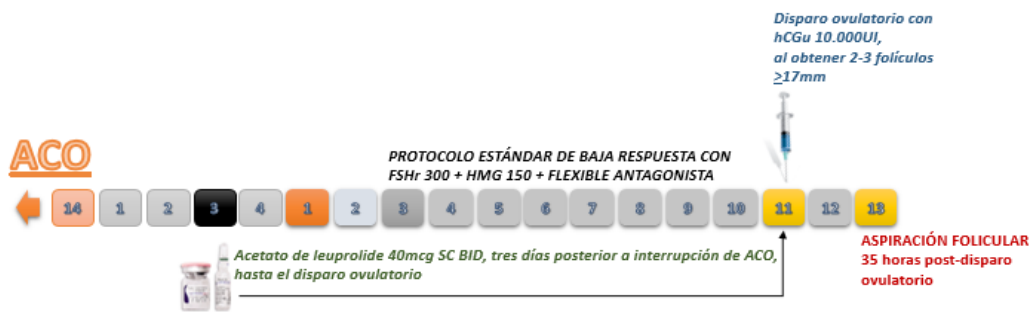 Disparo ovulatorio con
hCGu 10.000UI,
al obtener 2-3 folículos
≥17mm
ACO
PROTOCOLO ESTÁNDAR DE BAJA RESPUESTA CON
FSHr 300 + HMG 150 + FLEXIBLE ANTAGONISTA
14 1 2 3 4 1 2 3 4 5 6 7 8 9 10 11 12 13
Acetato de leuprolide 40mcg SC BID, tres días posterior a interrupción de ACO,
hasta el disparo ovulatorio
ASPIRACIÓN FOLICULAR
35 horas post-disparo
ovulatorio